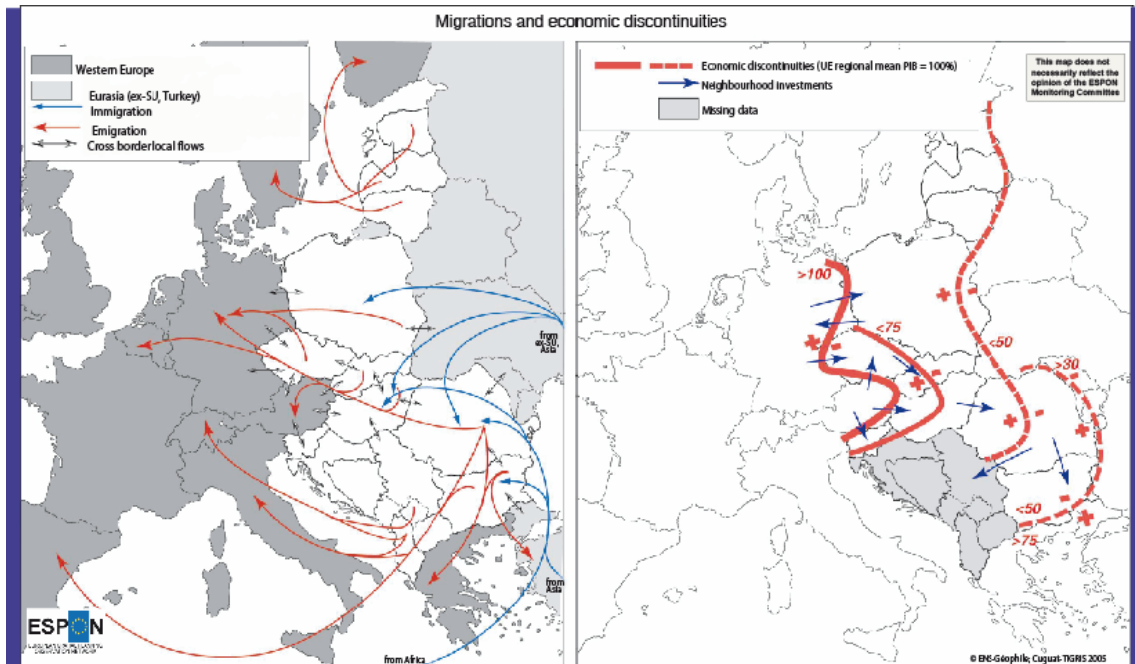 Migrations and economic discontinuities
Western Europe
Eurasia (ex-SU, Turkey)
Immigration
Emigration
Cross borderlocal flows
from
ex-SU,
Asia
from
Asia
from Africa
ESPON
Economic discontinuities (UE regional mean PIB = 100%)
Neighbourhood Investments
Missing data
This map does not
necessarily reflect the
opinion of the ESPON
Monitoring Committee
>100
<75
<50
>30
<50
>75
© ENS-Géophile, Cuguat-TIGRIS 2005